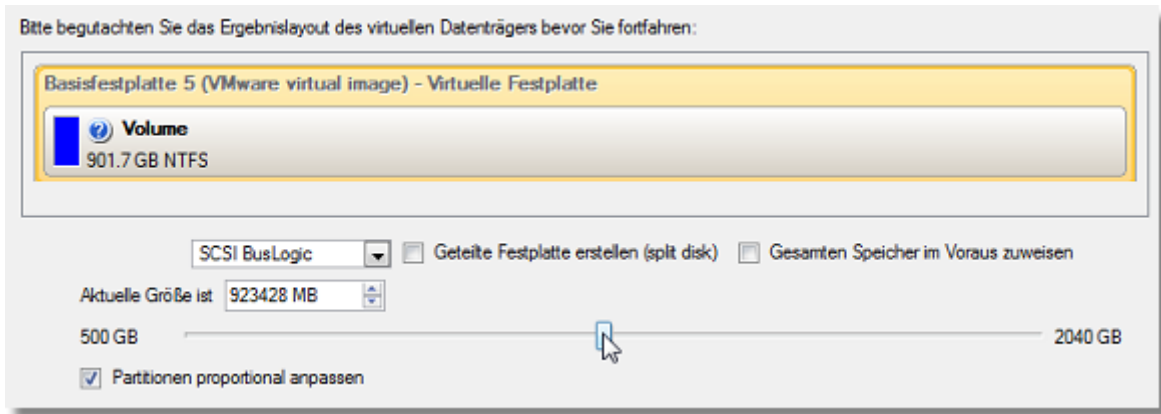 Bitte begutachten Sie das Ergebnislayout des virtuellen Datenträgers bevor Sie fortfahren:
Basisfestplatte 5 (VMware virtual image) - Virtuelle Festplatte
Volume
901.7 GB NTFS
SCSI BusLogic Geteilte Festplatte erstellen (split disk) Gesamten Speicher im Voraus zuweisen
Aktuelle Größe ist 923428 MB
500 GB 2040 GB
Partitionen proportional anpassen